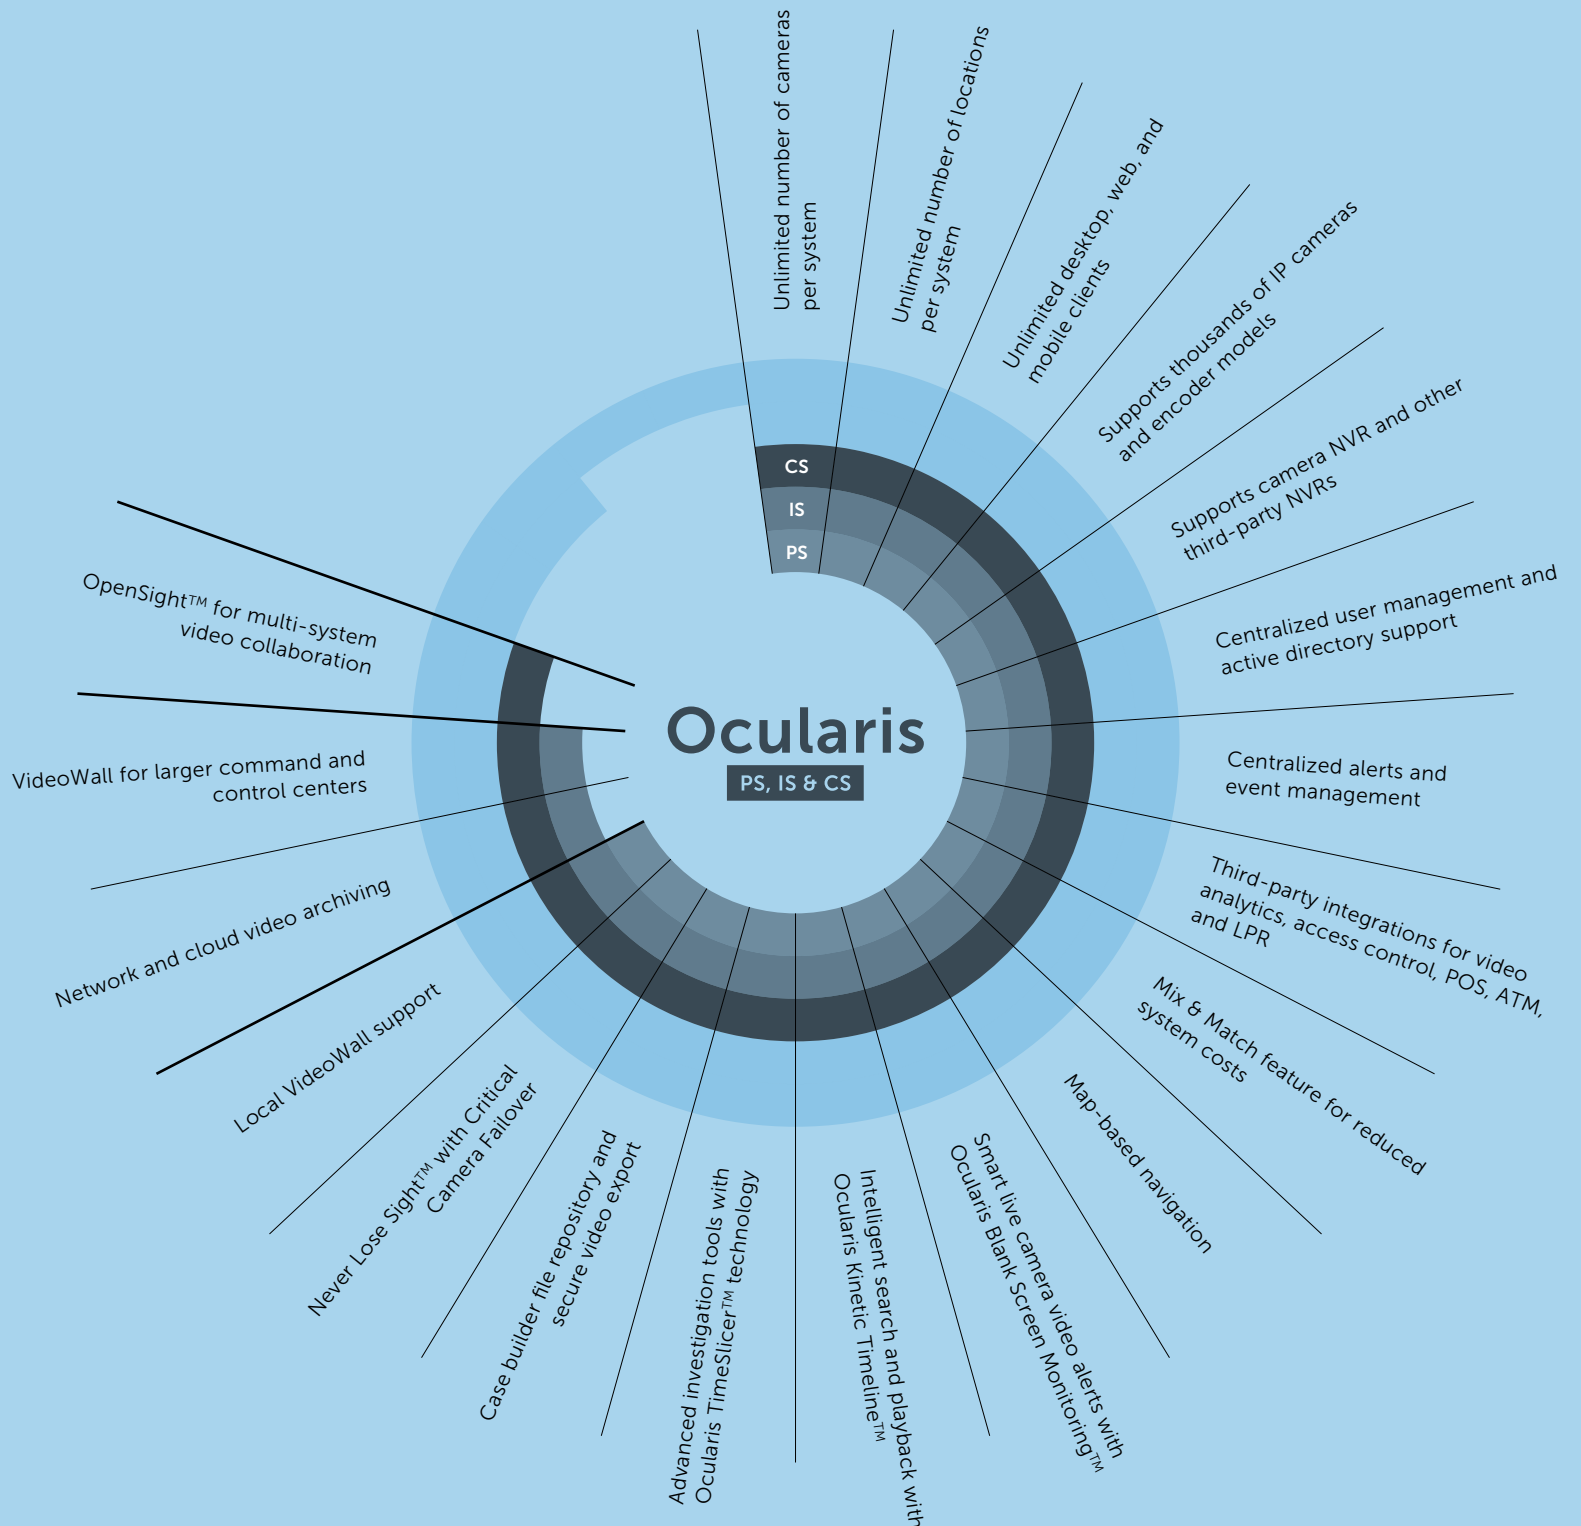 Unlimited number of cameras
per system
Unlimited number of locations
per system
Unlimited desktop, web, and
mobile clients
Supports thousands of IP cameras
and encoder models
Supports camera NVR and other
third-party NVRs
Centralized user management and
active directory support
Centralized alerts and
event management
Third-party integrations for video
analytics, access control, POS, ATM,
and LPR
Mix & Match feature for reduced
system costs
Map-based navigation
Smart live camera video alerts with
Ocularis Blank Screen Monitoring™
Intelligent search and playback with
Ocularis Kinetic Timeline™
Advanced investigation tools with
Ocularis TimeSlicer™ technology
Case builder file repository and
secure video export
Never Lose Sight™ with Critical
Camera Failover
Local VideoWall support
Network and cloud video archiving
VideoWall for larger command and
control centers
OpenSight™ for multi-system
video collaboration
CS
IS
PS
Ocularis
PS, IS & CS